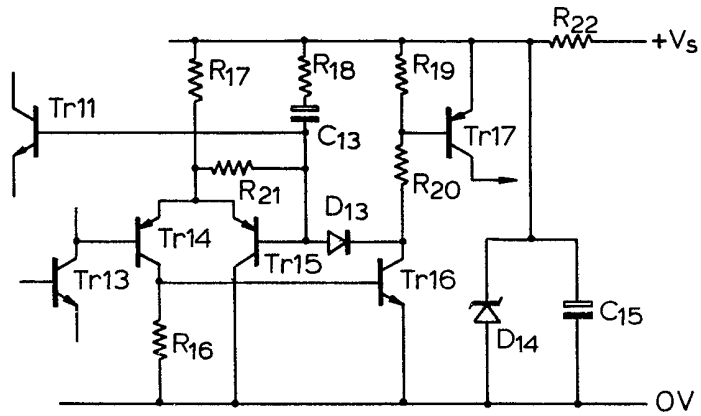 R22
+Vs
R17
R18
R19
Tr11
C13
Tr17
R21
R20
D13
Tr14
Tr15
Tr16
Tr13
C15
D14
R16
0V